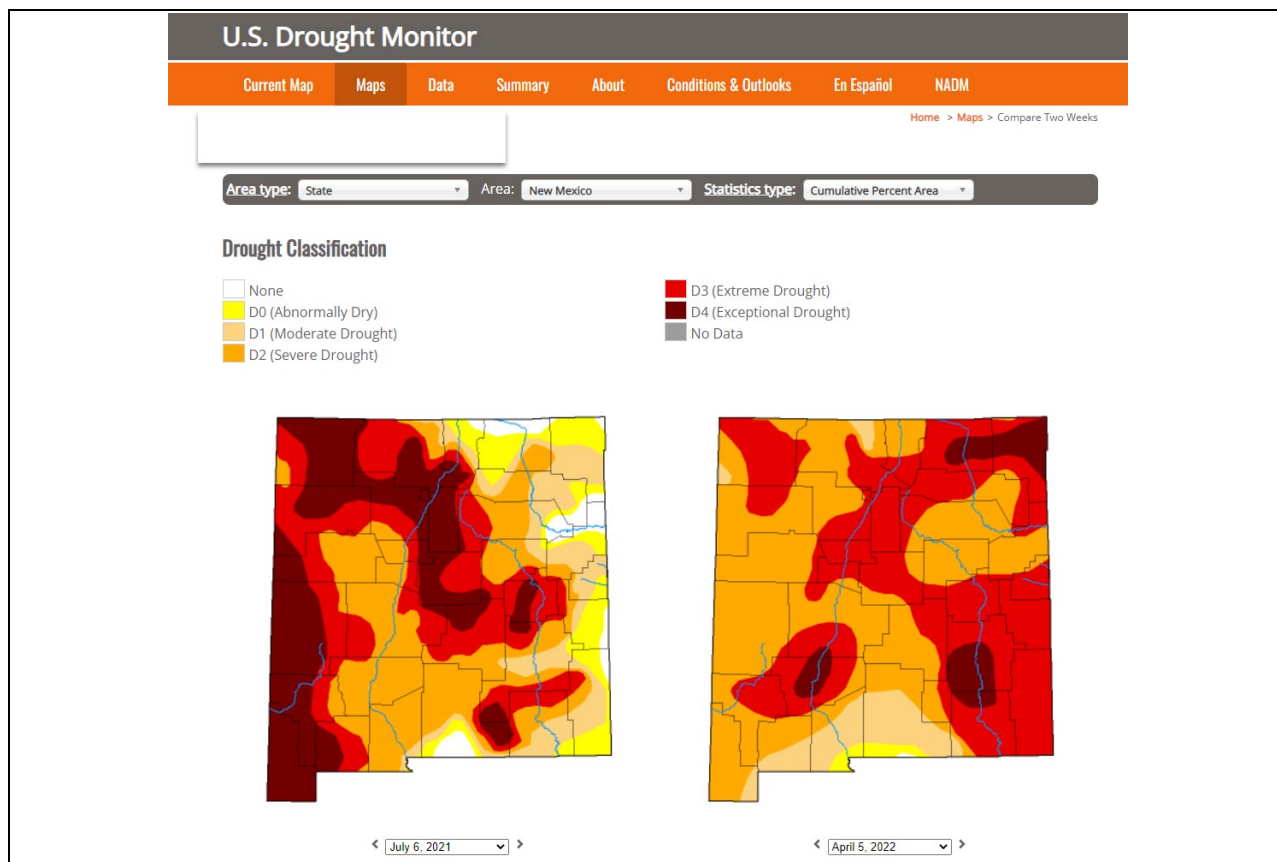 U.S. Drought Monitor
Current Map Maps Data Summary About Conditions & Outlooks En Español NADM
Home > Maps > Compare Two Weeks
Area type: State Area: New Mexico Statistics type: Cumulative Percent Area
Drought Classification
None
D0 (Abnormally Dry)
D1 (Moderate Drought)
D2 (Severe Drought)
D3 (Extreme Drought)
D4 (Exceptional Drought)
No Data
< July 6, 2021 >
< April 5, 2022 >